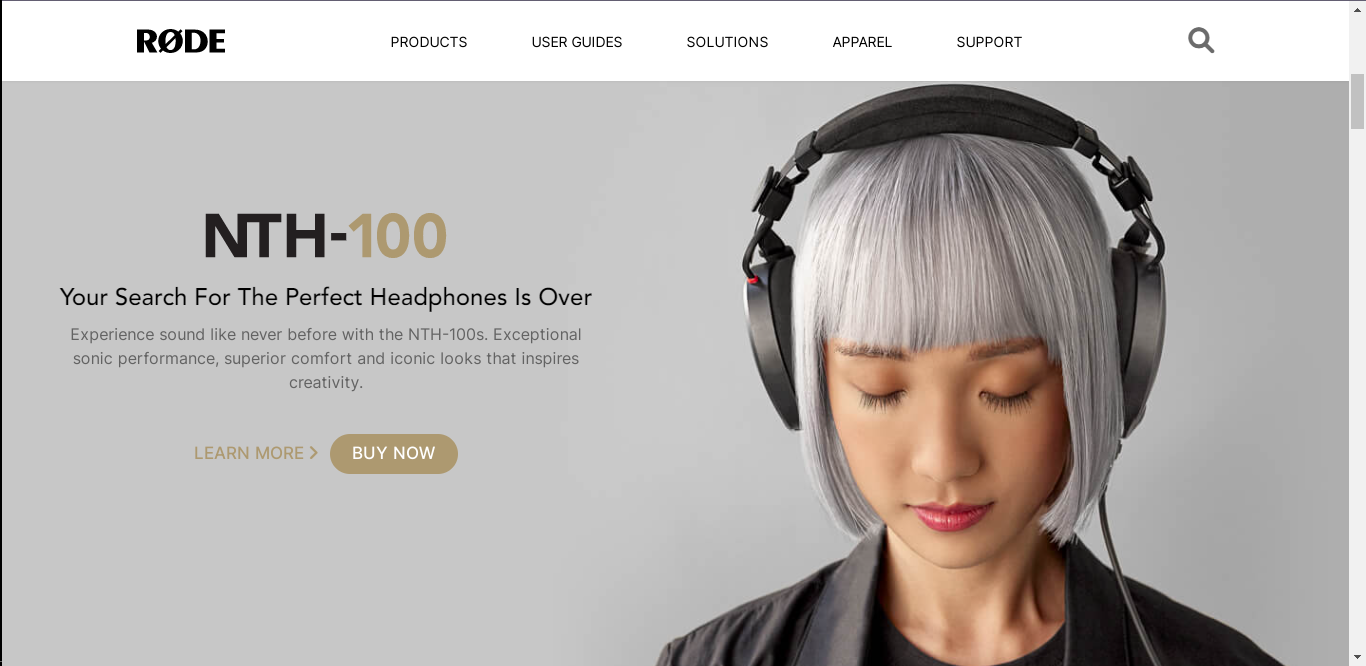 RØDE
PRODUCTS
USER GUIDES
SOLUTIONS
APPAREL
SUPPORT
NTH-100
Your Search For The Perfect Headphones Is Over
Experience sound like never before with the NTH-100s. Exceptional
sonic performance, superior comfort and iconic looks that inspires
creativity.
LEARN MORE >
BUY NOW